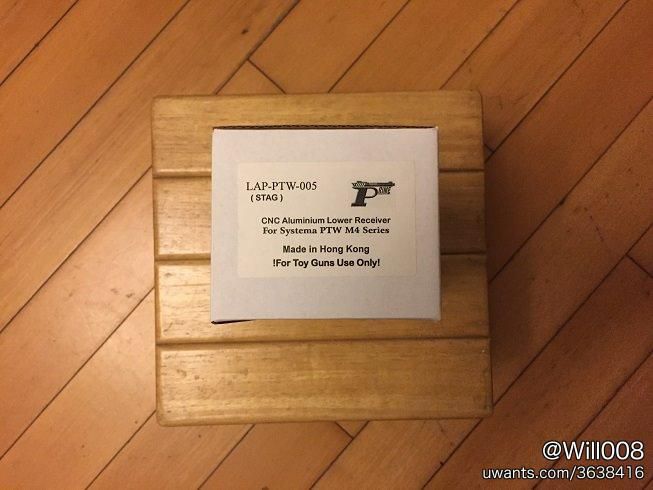 LAP-PTW-005
( STAG )
PRIME
CNC Aluminium Lower Receiver
For Systema PTW M4 Series
Made in Hong Kong
!For Toy Guns Use Only!
@Will008
uwants.com/3638416